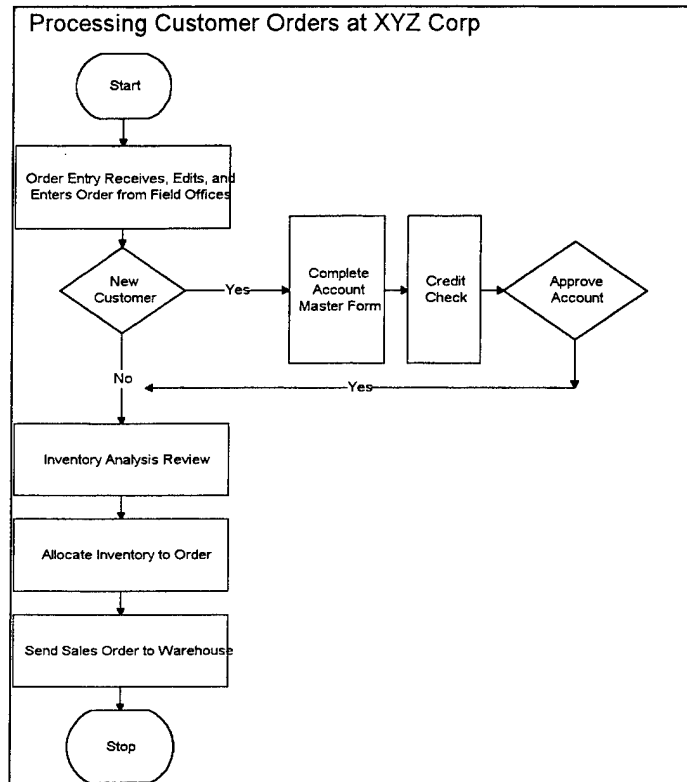 Processing Customer Orders at XYZ Corp
Start
Order Entry Receives, Edits, and
Enters Order from Field Offices
New
Customer
Yes
Complete
Account
Master Form
Credit
Check
Approve
Account
No
Yes
Inventory Analysis Review
Allocate Inventory to Order
Send Sales Order to Warehouse
Stop